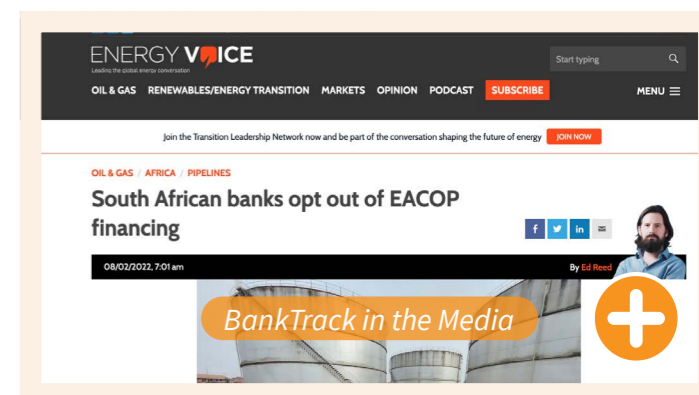 ENERGY VOICE
Leading the global energy conversation
Start typing
OIL & GAS RENEWABLES/ENERGY TRANSITION MARKETS OPINION PODCAST SUBSCRIBE MENU
Join the Transition Leadership Network now and be part of the conversation shaping the future of energy JOIN NOW
OIL & GAS / AFRICA / PIPELINES
South African banks opt out of EACOP
financing
f in
08/02/2022, 7:01 am By Ed Reed
BankTrack in the Media